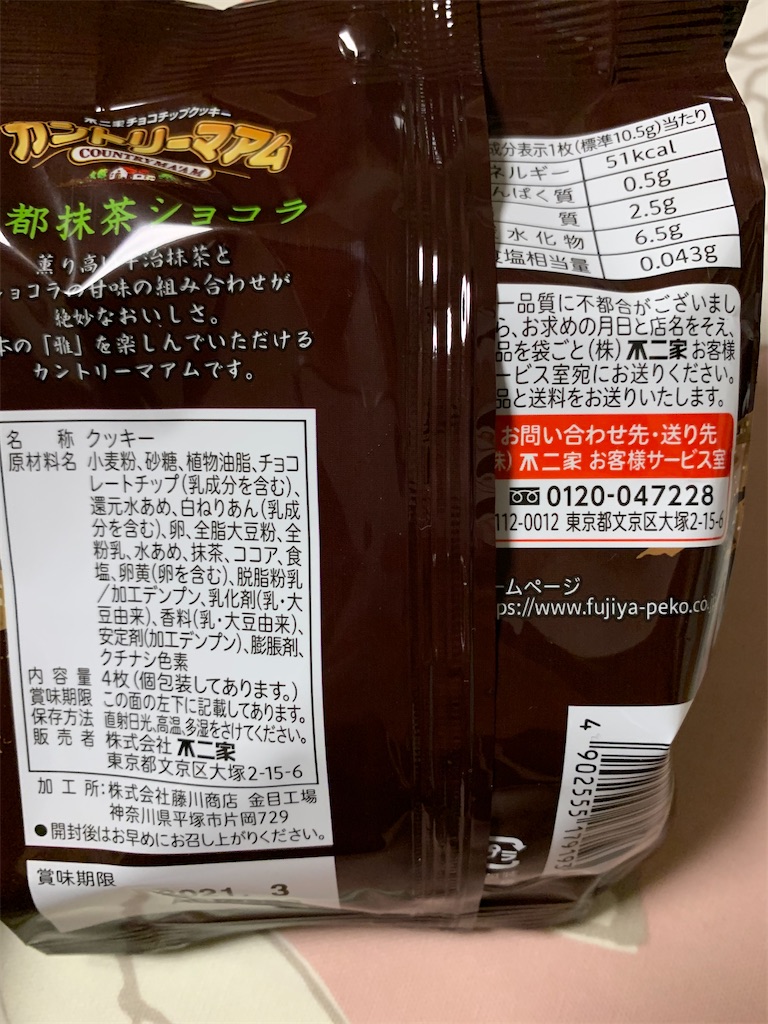 不二家チョコチップクッキー
カントリーマアム
COUNTRY MA'AM
都抹茶ショコラ
薫り高い宇治抹茶と
ショコラの甘味の組み合わせが
絶妙なおいしさ。
本の「雅」を楽しんでいただける
カントリーマアムです。
名 称 クッキー
原材料名 小麦粉、砂糖、植物油脂、チョコ
レートチップ(乳成分を含む)、
還元水あめ、白ねりあん(乳成
分を含む)、卵、全脂大豆粉、全
粉乳、水あめ、抹茶、ココア、食
塩、卵黄(卵を含む)、脱脂粉乳
/加工デンプン、乳化剤(乳・大
豆由来)、香料(乳・大豆由来)、
安定剤(加工デンプン)、膨脹剤、
クチナシ色素
内 容 量 4枚(個包装してあります。)
賞味期限 この面の左下に記載してあります。
保存方法 直射日光、高温、多湿をさけてください。
販 売 者 株式会社 不二家
東京都文京区大塚2-15-6
加 工 所:株式会社藤川商店 金目工場
神奈川県平塚市片岡729
●開封後はお早めにお召し上がりください。
賞味期限
2021. 3
成分表示1枚(標準10.5g)当たり
ネルギー 51kcal
んぱく質 0.5g
質 2.5g
水化物 6.5g
食塩相当量 0.043g
一品質に不都合がございまし
ら、お求めの月日と店名をそえ、
品を袋ごと(株)不二家 お客様
ービス室宛にお送りください。
品と送料をお送りいたします。
お問い合わせ先・送り先
株) 不二家 お客様サービス室
0120-047228
112-0012 東京都文京区大塚2-15-6
ームページ
ps://www.fujiya-peko.co.j
4 902555 179193